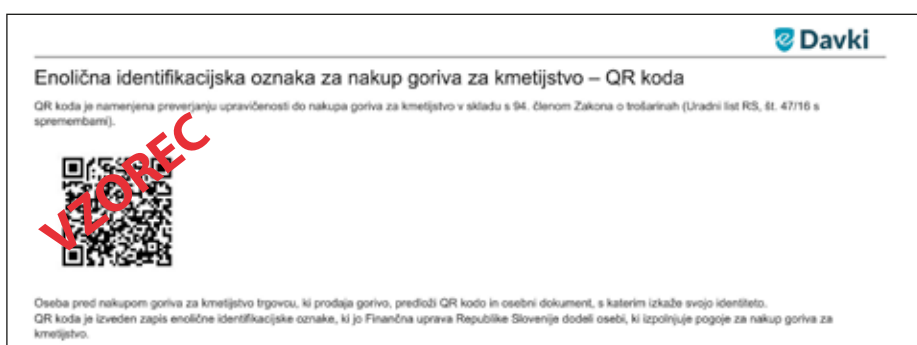 Davki
Enolična identifikacijska oznaka za nakup goriva za kmetijstvo – QR koda
QR koda je namenjena preverjanju upravičenosti do nakupa goriva za kmetijstvo v skladu s 94. členom Zakona o trošarinah (Uradni list RS, št. 47/16 s
spremembami).
VZOREC
Oseba pred nakupom goriva za kmetijstvo trgovcu, ki prodaja gorivo, predloži QR kodo in osebni dokument, s katerim izkaže svojo identiteto.
QR koda je izveden zapis enolične identifikacijske oznake, ki jo Finančna uprava Republike Slovenije dodeli osebi, ki izpolnjuje pogoje za nakup goriva za
kmetijstvo.